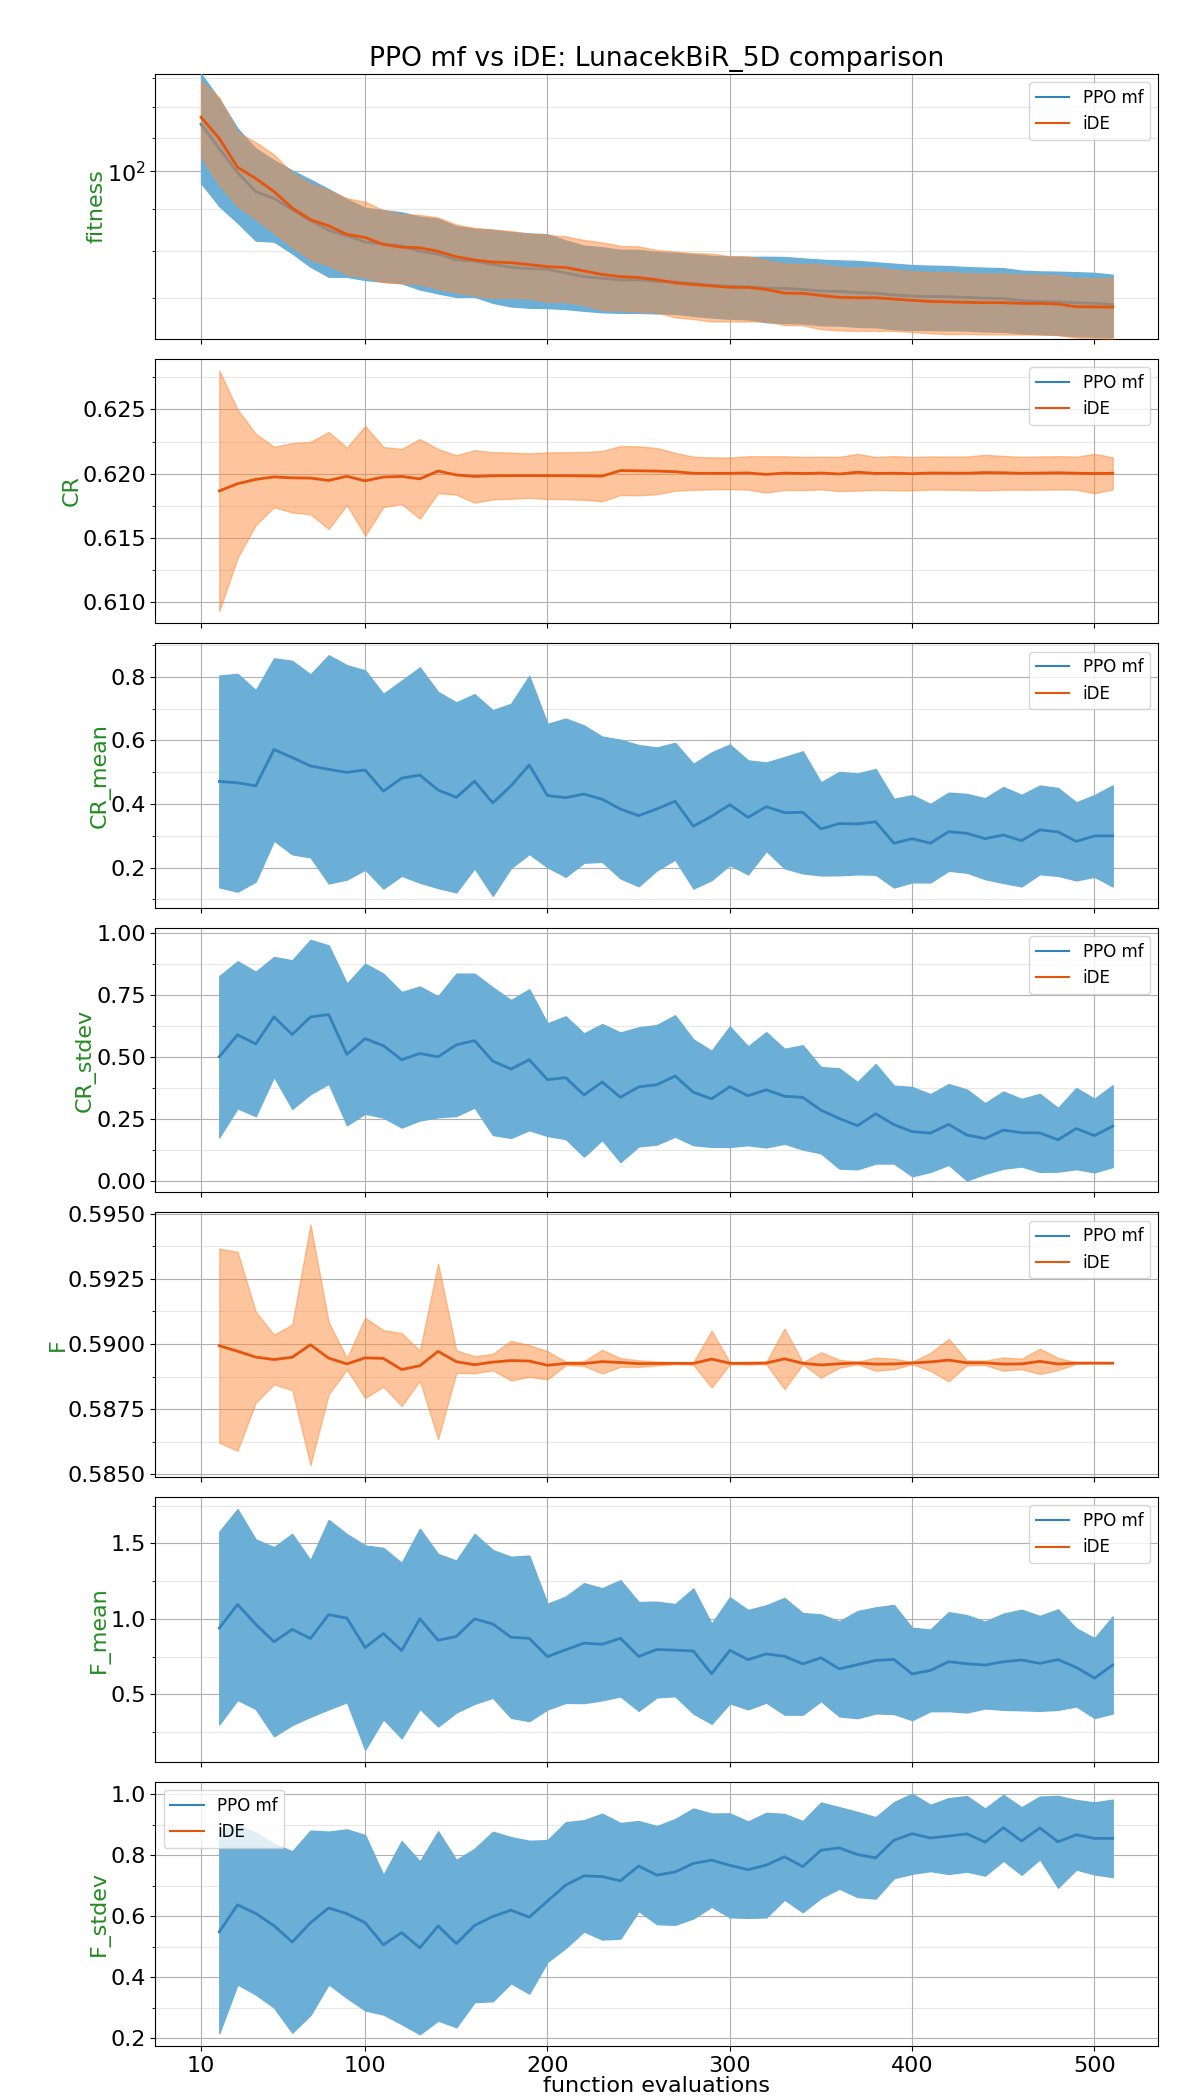 PPO mf vs iDE: LunacekBiR_5D comparison
fitness
10²
PPO mf
iDE
CR
0.625
0.620
0.615
0.610
PPO mf
iDE
CR_mean
0.8
0.6
0.4
0.2
PPO mf
iDE
CR_stdev
1.00
0.75
0.50
0.25
0.00
PPO mf
iDE
F
0.5950
0.5925
0.5900
0.5875
0.5850
PPO mf
iDE
F_mean
1.5
1.0
0.5
PPO mf
iDE
F_stdev
1.0
0.8
0.6
0.4
0.2
PPO mf
iDE
10 100 200 300 400 500
function evaluations